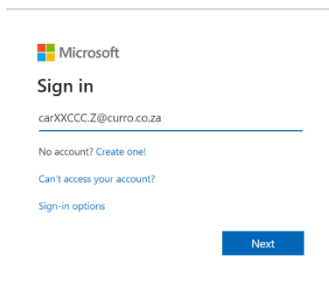 Microsoft
Sign in
carXXCCC.Z@curro.co.za
No account? Create one!
Can't access your account?
Sign-in options
Next